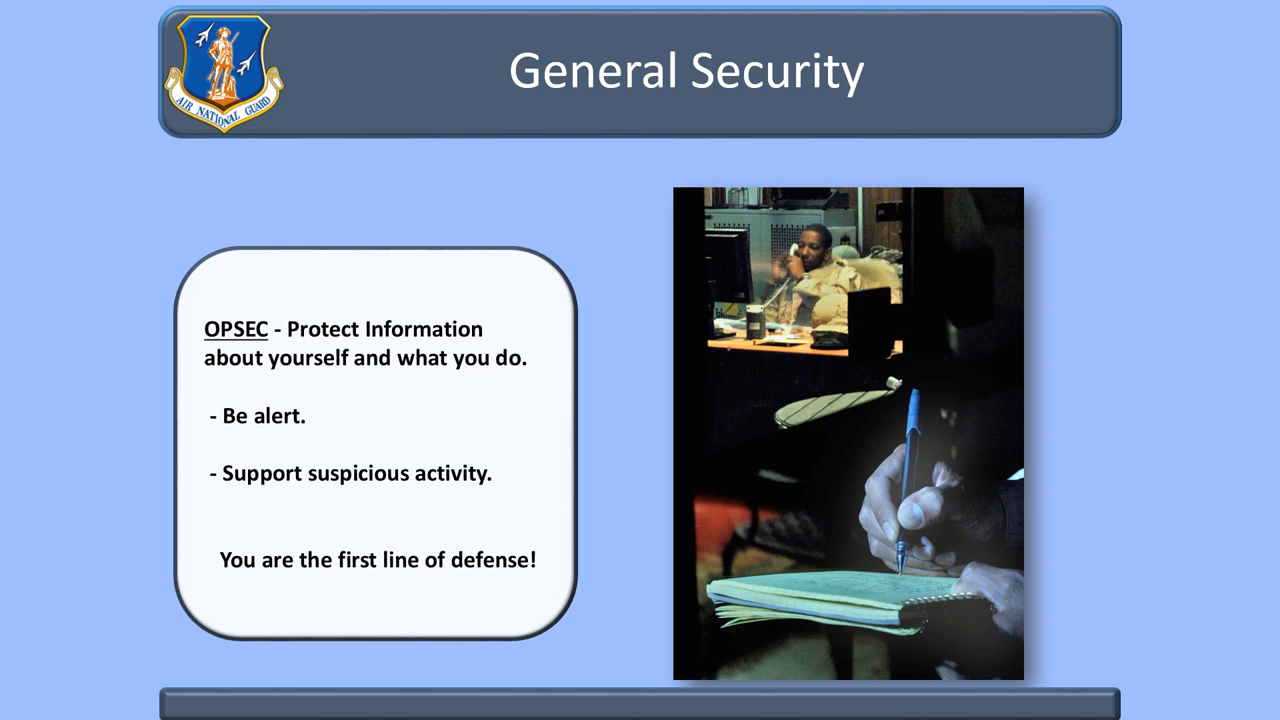 General Security
AIR NATIONAL GUARD
OPSEC - Protect Information
about yourself and what you do.
- Be alert.
- Support suspicious activity.
You are the first line of defense!